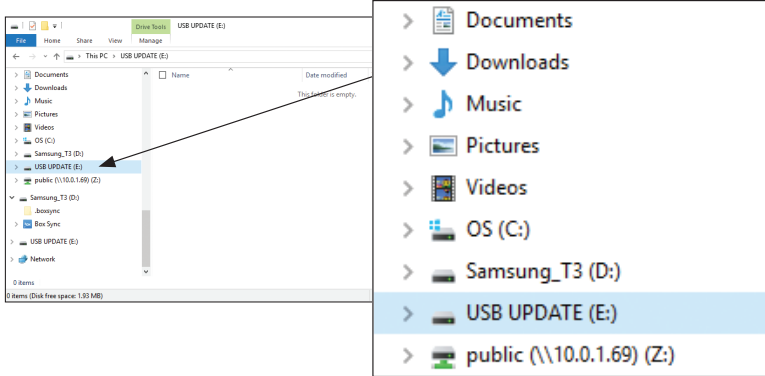 Drive Tools USB UPDATE (E:)
File Home Share View Manage
This PC > USB UPDATE (E:)
Documents
Downloads
Music
Pictures
Videos
OS (C:)
Samsung_T3 (D:)
USB UPDATE (E:)
public (\\10.0.1.69) (Z:)
Samsung_T3 (D:)
.boxsync
Box Sync
USB UPDATE (E:)
Network
Name Date modified
This folder is empty.
0 items
0 items (Disk free space: 1.93 MB)
Documents
Downloads
Music
Pictures
Videos
OS (C:)
Samsung_T3 (D:)
USB UPDATE (E:)
public (\\10.0.1.69) (Z:)